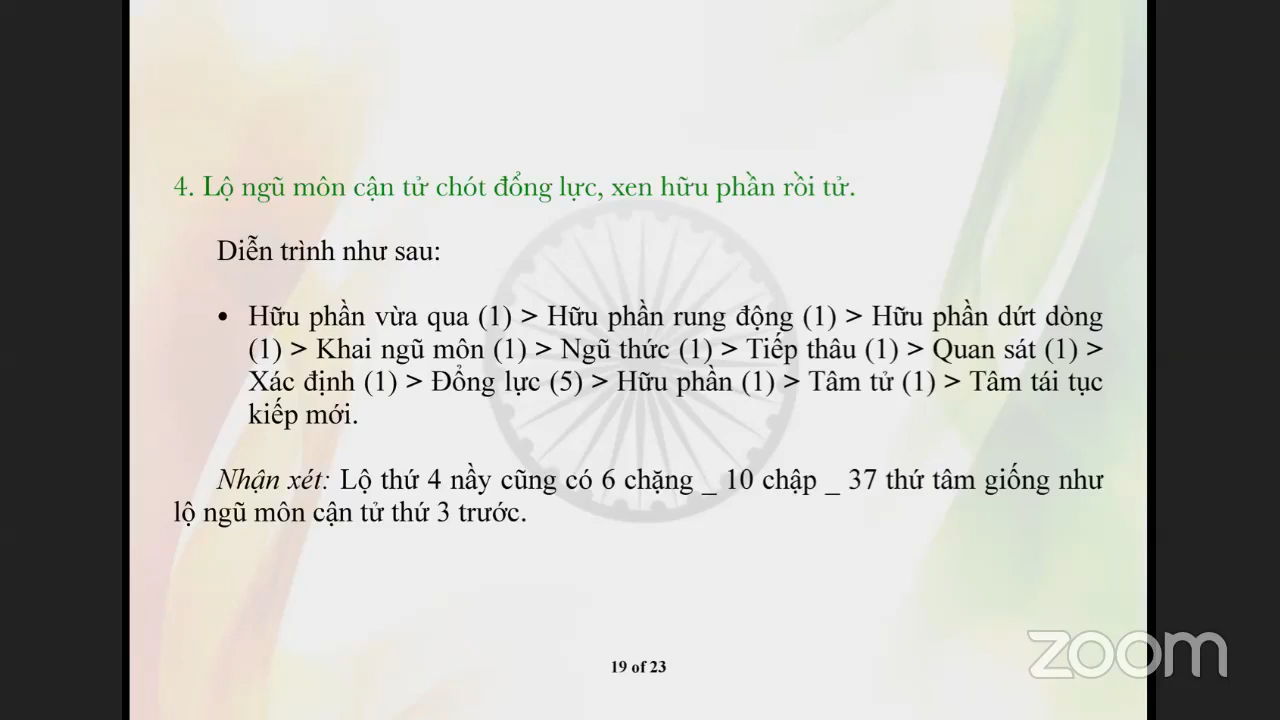 4. Lộ ngũ môn cận tử chót đổng lực, xen hữu phần rồi tử.
Diễn trình như sau:
• Hữu phần vừa qua (1) > Hữu phần rung động (1) > Hữu phần dứt dòng
(1) > Khai ngũ môn (1) > Ngũ thức (1) > Tiếp thâu (1) > Quan sát (1) >
Xác định (1) > Đổng lực (5) > Hữu phần (1) > Tâm tử (1) > Tâm tái tục
kiếp mới.
Nhận xét: Lộ thứ 4 nầy cũng có 6 chặng _ 10 chập _ 37 thứ tâm giống như
lộ ngũ môn cận tử thứ 3 trước.
19 of 23
zoom